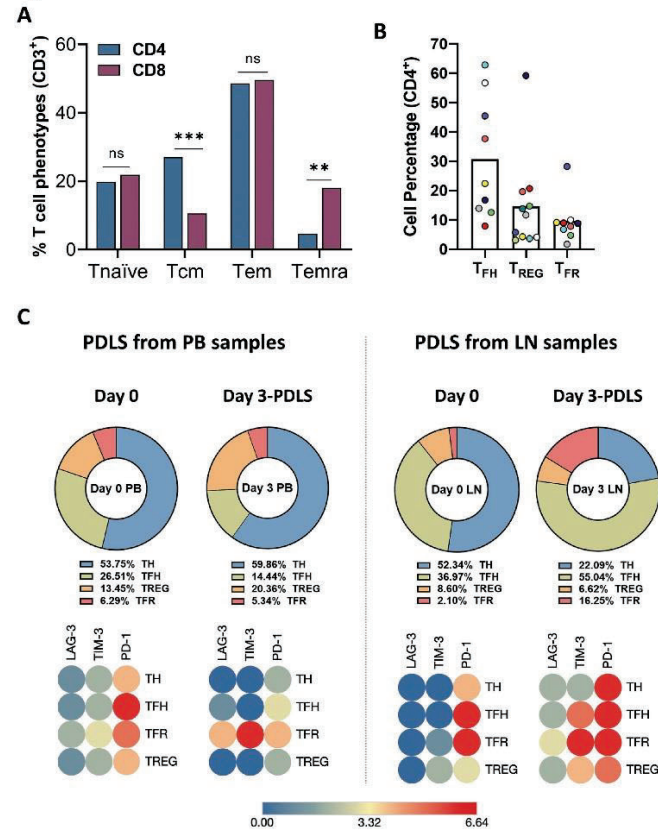 A
% T cell phenotypes (CD3+)
60
40
20
0
CD4
CD8
ns
***
ns
**
Tnaïve Tcm Tem Temra
B
Cell Percentage (CD4+)
70
60
50
40
30
20
10
0
TFH TREG TFR
C
PDLS from PB samples
Day 0
Day 3-PDLS
Day 0 PB
Day 3 PB
53.75% TH
26.51% TFH
13.45% TREG
6.29% TFR
59.86% TH
14.44% TFH
20.36% TREG
5.34% TFR
LAG-3 TIM-3 PD-1
TH
TFH
TFR
TREG
LAG-3 TIM-3 PD-1
TH
TFH
TFR
TREG
PDLS from LN samples
Day 0
Day 3-PDLS
Day 0 LN
Day 3 LN
52.34% TH
36.97% TFH
8.60% TREG
2.10% TFR
22.09% TH
55.04% TFH
6.62% TREG
16.25% TFR
LAG-3 TIM-3 PD-1
TH
TFH
TFR
TREG
LAG-3 TIM-3 PD-1
TH
TFH
TFR
TREG
0.00 3.32 6.64